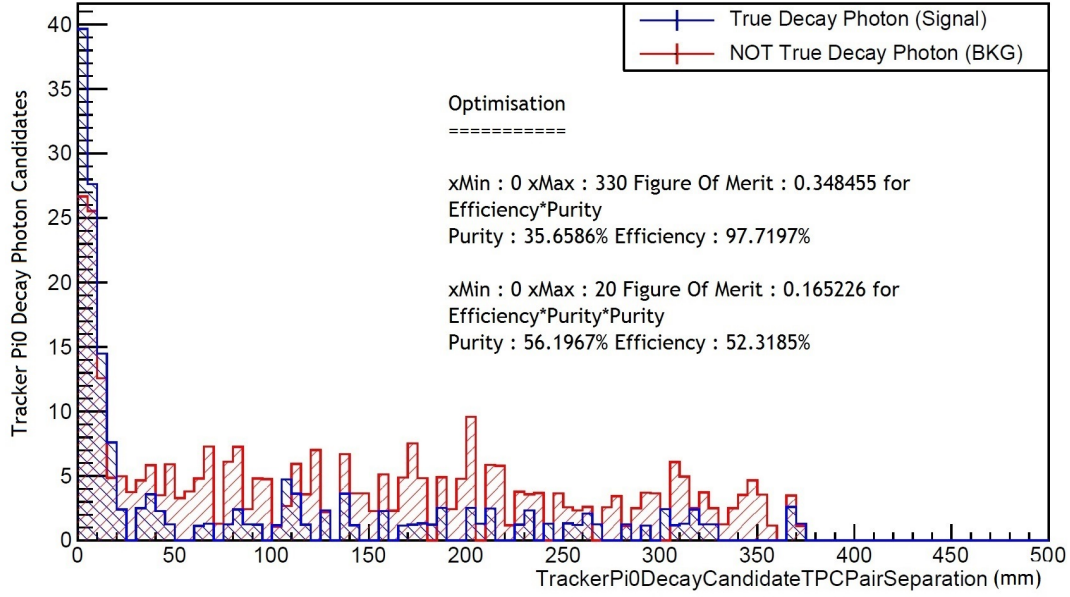 True Decay Photon (Signal)
NOT True Decay Photon (BKG)
Optimisation
===========
xMin : 0 xMax : 330 Figure Of Merit : 0.348455 for
Efficiency*Purity
Purity : 35.6586% Efficiency : 97.7197%
xMin : 0 xMax : 20 Figure Of Merit : 0.165226 for
Efficiency*Purity*Purity
Purity : 56.1967% Efficiency : 52.3185%
Tracker Pi0 Decay Photon Candidates
40
35
30
25
20
15
10
5
0
0 50 100 150 200 250 300 350 400 450 500
TrackerPi0DecayCandidateTPCPairSeparation (mm)